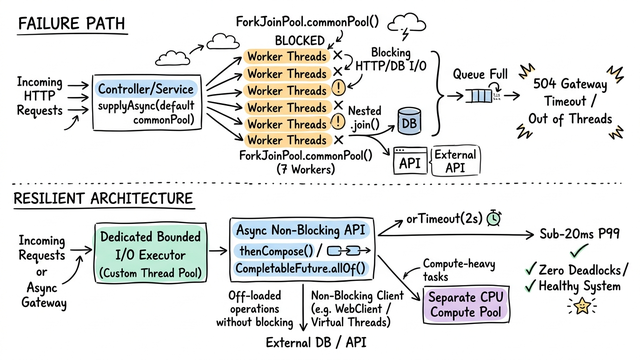 FAILURE PATH
ForkJoinPool.commonPool()
BLOCKED
Incoming
HTTP
Requests
Controller/Service
supplyAsync(default
commonPool)
Worker Threads
Worker Threads
Worker Threads
Worker Threads
Worker Threads
Worker Threads
ForkJoinPool.commonPool()
(7 Workers)
Blocking
HTTP/DB I/O
Nested
.join()
DB
API
External
API
Queue Full
504 Gateway
Timeout /
Out of Threads
RESILIENT ARCHITECTURE
Incoming
Requests
or
Async
Gateway
Dedicated Bounded
I/O Executor
(Custom Thread Pool)
Async Non-Blocking API
thenCompose() /
CompletableFuture.allOf()
Off-loaded
operations
without blocking
Non-Blocking Client
(e.g. WebClient /
Virtual Threads)
External DB / API
orTimeout(2s)
Compute-heavy
tasks
Separate CPU
Compute Pool
Sub-20ms P99
Zero Deadlocks/
Healthy System